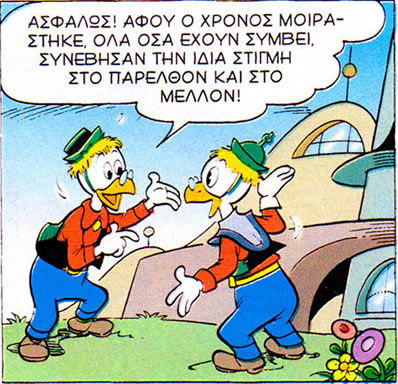 ΑΣΦΑΛΩΣ! ΑΦΟΥ Ο ΧΡΟΝΟΣ ΜΟΙΡΑ-
ΣΤΗΚΕ, ΟΛΑ ΟΣΑ ΕΧΟΥΝ ΣΥΜΒΕΙ,
ΣΥΝΕΒΗΣΑΝ ΤΗΝ ΙΔΙΑ ΣΤΙΓΜΗ
ΣΤΟ ΠΑΡΕΛΘΟΝ ΚΑΙ ΣΤΟ
ΜΕΛΛΟΝ!